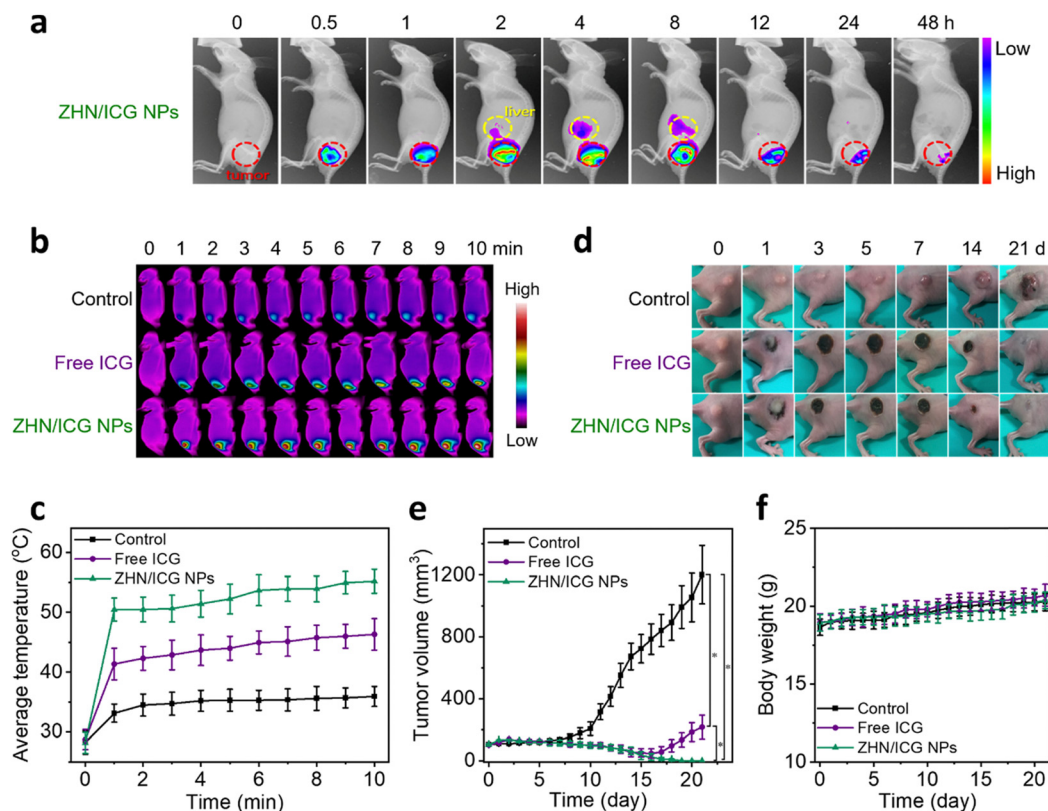 a
0 0.5 1 2 4 8 12 24 48 h
ZHN/ICG NPs
liver
tumor
Low
High
b
0 1 2 3 4 5 6 7 8 9 10 min
Control
Free ICG
ZHN/ICG NPs
High
Low
d
0 1 3 5 7 14 21 d
Control
Free ICG
ZHN/ICG NPs
c
Control
Free ICG
ZHN/ICG NPs
Average temperature (°C)
60
50
40
30
0 2 4 6 8 10
Time (min)
e
Control
Free ICG
ZHN/ICG NPs
Tumor volume (mm³)
1200
800
400
0
0 5 10 15 20
Time (day)
*
*
*
f
Body weight (g)
25
20
15
10
Control
Free ICG
ZHN/ICG NPs
0 5 10 15 20
Time (day)